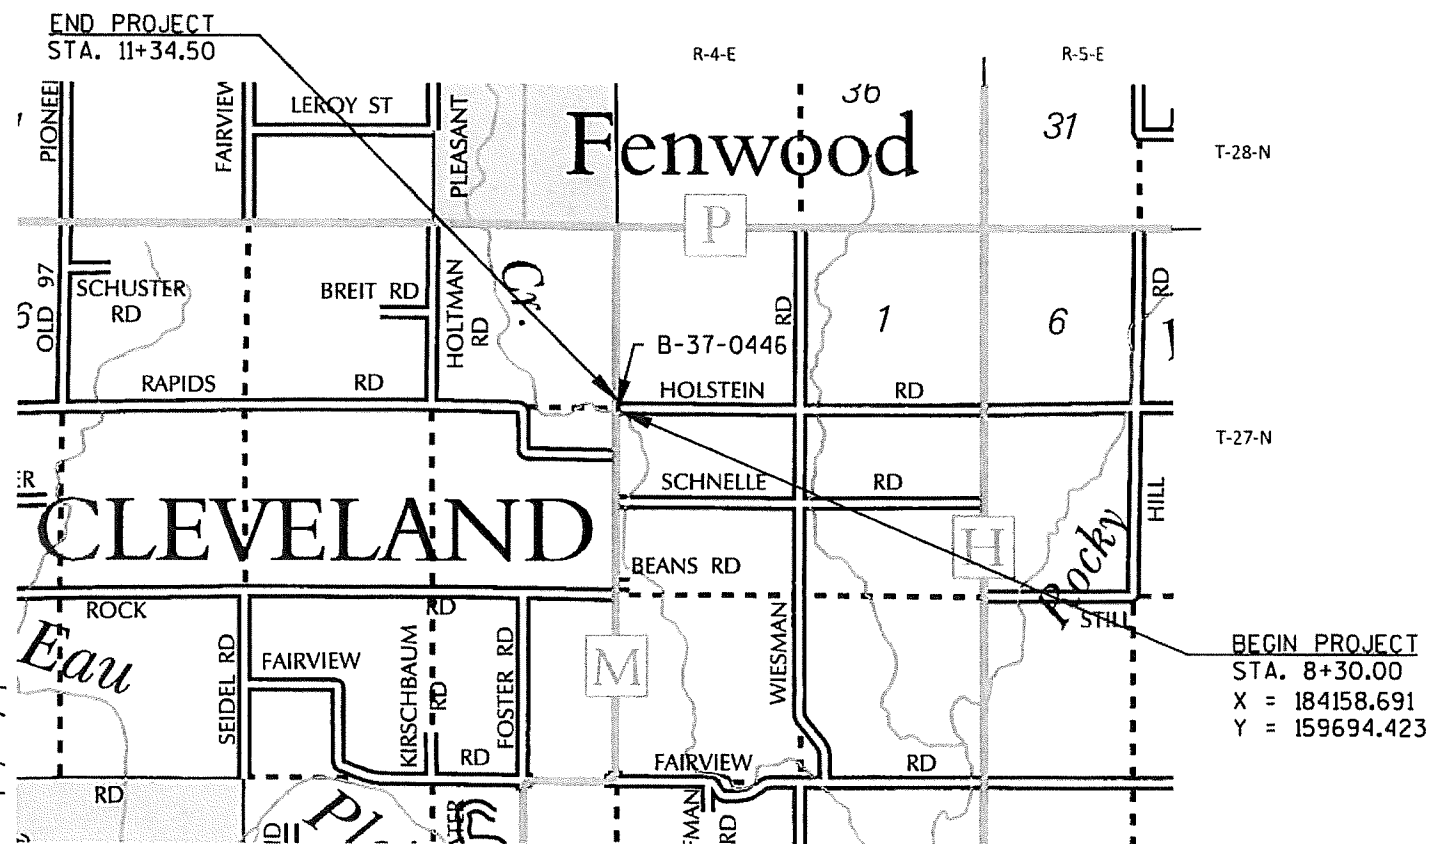 END PROJECT
STA. 11+34.50
R-4-E
R-5-E
36
31
T-28-N
LEROY ST
FAIRVIEW
PLEASANT
Fenwood
P
OLD 97
SCHUSTER
RD
BREIT RD
HOLTMAN
RD
Cr.
RD
1
6
RD
B-37-0446
RAPIDS RD
HOLSTEIN RD
T-27-N
SCHNELLE RD
HILL
CLEVELAND
H
Rocky
BEANS RD
ROCK RD
STILL
Eau
SEIDEL RD
FAIRVIEW
KIRSCHBAUM
RD
FOSTER RD
M
WIESMAN
BEGIN PROJECT
STA. 8+30.00
X = 184158.691
Y = 159694.423
RD
FAIRVIEW RD
RD
RD